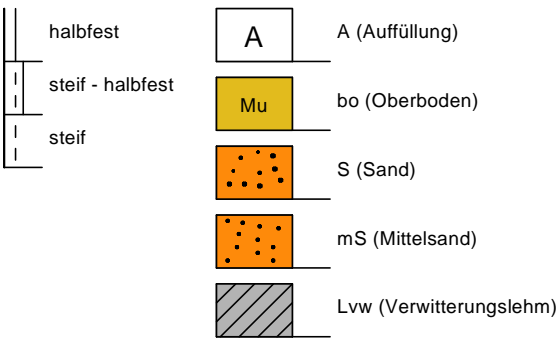 halbfest
steif - halbfest
steif
A
A (Auffüllung)
Mu
bo (Oberboden)
S (Sand)
mS (Mittelsand)
Lvw (Verwitterungslehm)